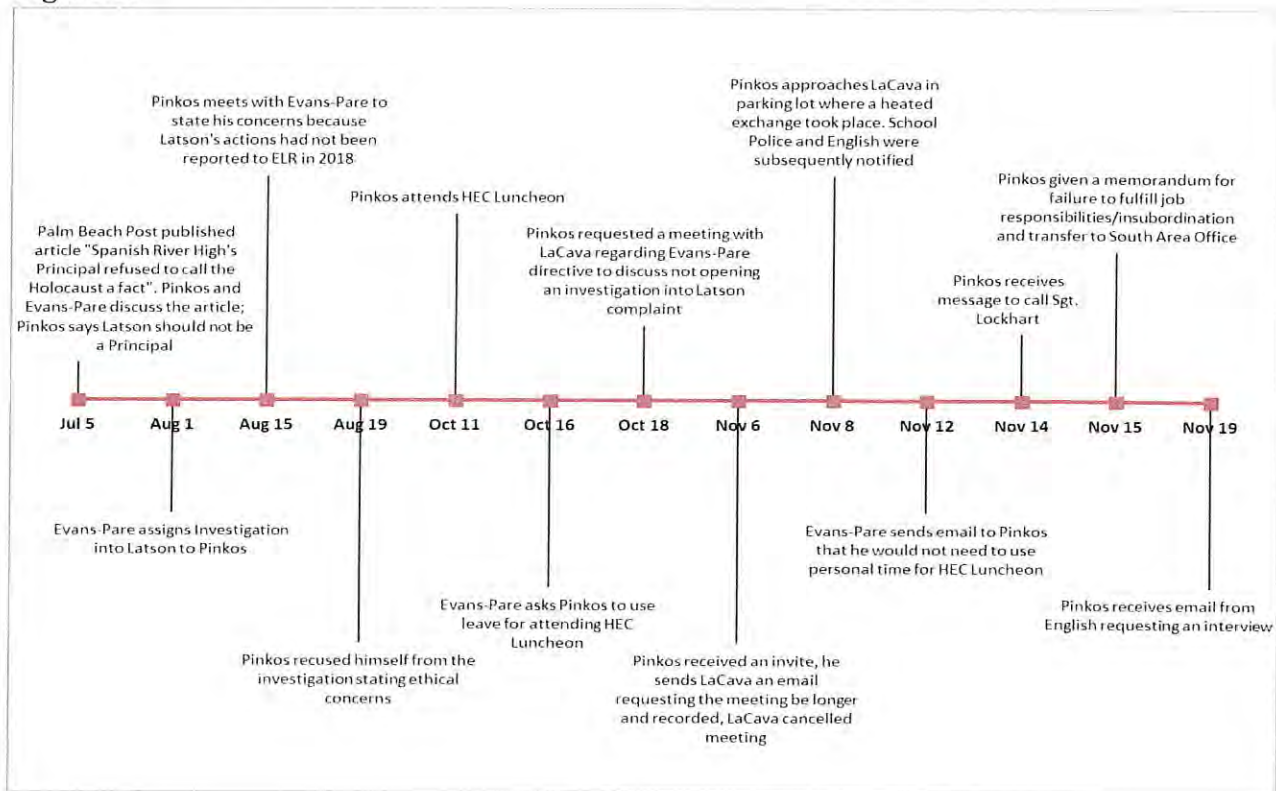 Pinkos approaches LaCava in
parking lot where a heated
exchange took place. School
Police and English were
subsequently notified
Pinkos meets with Evans-Pare to
state his concerns because
Latson's actions had not been
reported to ELR in 2018
Pinkos given a memorandum for
failure to fulfill job
responsibilities/insubordination
and transfer to South Area Office
Pinkos attends HEC Luncheon
Palm Beach Post published
article "Spanish River High's
Principal refused to call the
Holocaust a fact". Pinkos and
Evans-Pare discuss the article;
Pinkos says Latson should not be
a Principal
Pinkos requested a meeting with
LaCava regarding Evans-Pare
directive to discuss not opening
an investigation into Latson
complaint
Pinkos receives
message to call Sgt.
Lockhart
Jul 5 Aug 1 Aug 15 Aug 19 Oct 11 Oct 16 Oct 18 Nov 6 Nov 8 Nov 12 Nov 14 Nov 15 Nov 19
Evans-Pare assigns Investigation
into Latson to Pinkos
Evans-Pare sends email to Pinkos
that he would not need to use
personal time for HEC Luncheon
Evans-Pare asks Pinkos to use
leave for attending HEC
Luncheon
Pinkos receives email from
English requesting an interview
Pinkos recused himself from the
investigation stating ethical
concerns
Pinkos received an invite, he
sends LaCava an email
requesting the meeting be longer
and recorded, LaCava cancelled
meeting